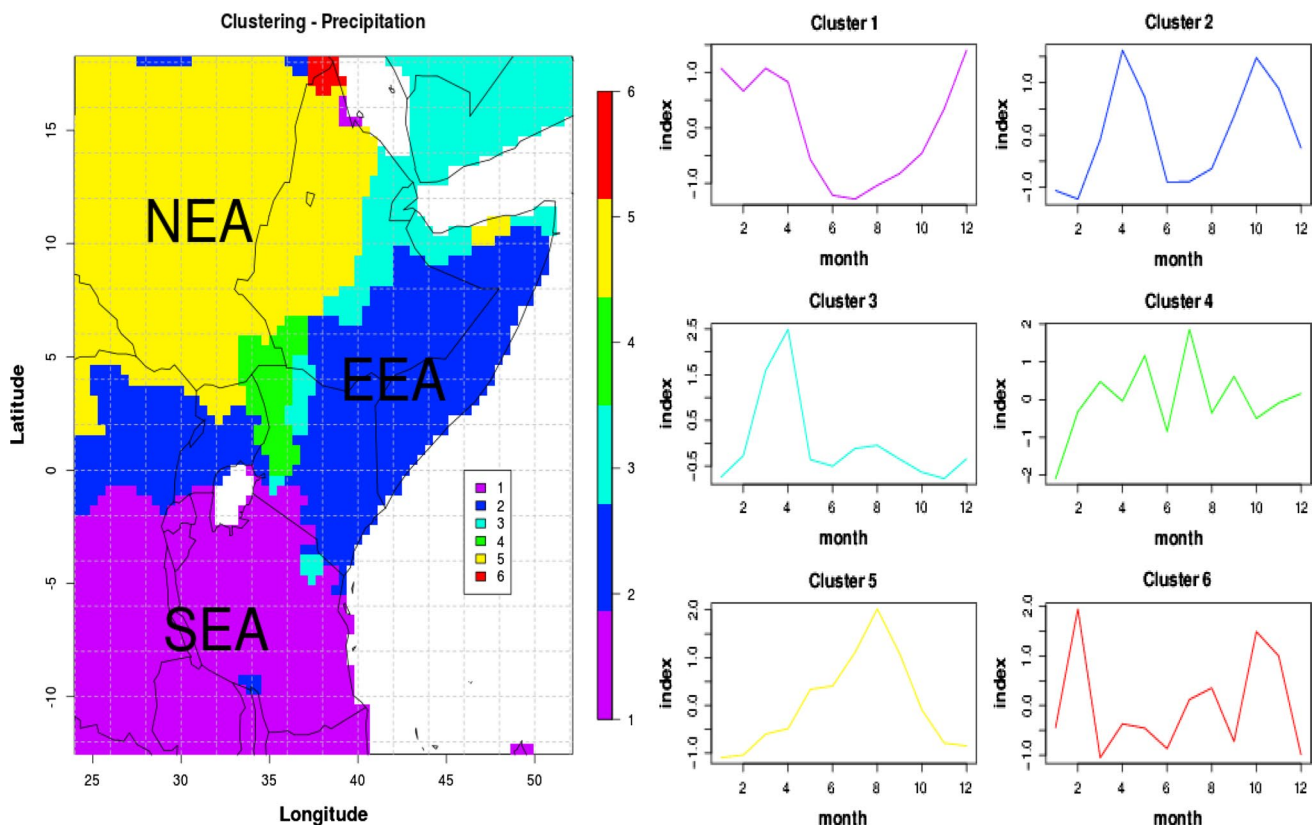 Clustering - Precipitation
Latitude
15
10
5
0
-5
-10
25 30 35 40 45 50
Longitude
NEA
EEA
SEA
1
2
3
4
5
6
6
5
4
3
2
1
Cluster 1
index
1.0
0.0
-1.0
2 4 6 8 10 12
month
Cluster 2
index
1.0
0.0
-1.0
2 4 6 8 10 12
month
Cluster 3
index
2.5
1.5
0.5
-0.5
2 4 6 8 10 12
month
Cluster 4
index
2
1
0
-1
-2
2 4 6 8 10 12
month
Cluster 5
index
2.0
1.0
0.0
-1.0
2 4 6 8 10 12
month
Cluster 6
index
2.0
1.0
0.0
-1.0
2 4 6 8 10 12
month